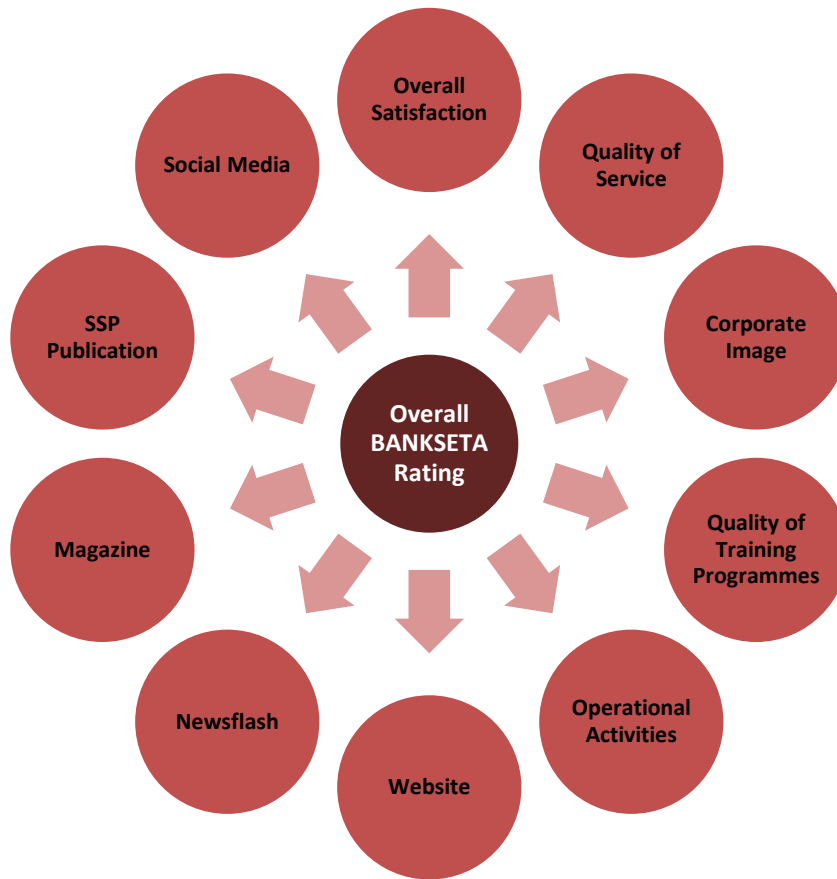 Overall
Satisfaction
Quality of
Service
Corporate
Image
Quality of
Training
Programmes
Operational
Activities
Website
Newsflash
Magazine
SSP
Publication
Social Media
Overall
BANKSETA
Rating